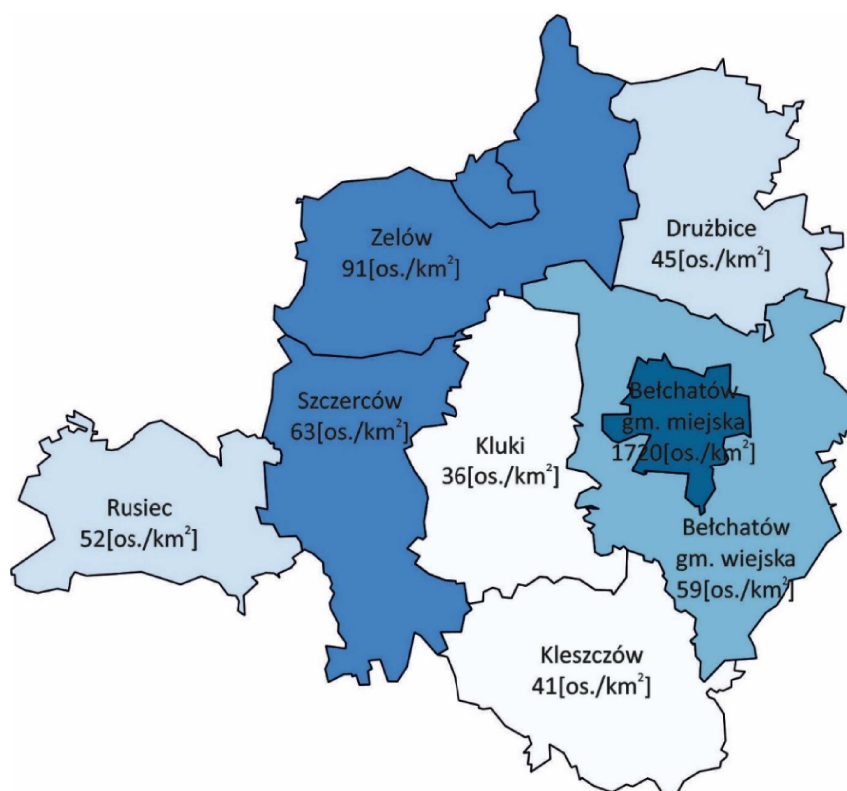 Zelów
91[os./km²]
Drużbice
45[os./km²]
Szczerców
63[os./km²]
Bełchatów
gm. miejska
1720[os./km²]
Kluki
36[os./km²]
Rusiec
52[os./km²]
Bełchatów
gm. wiejska
59[os./km²]
Kleszczów
41[os./km²]